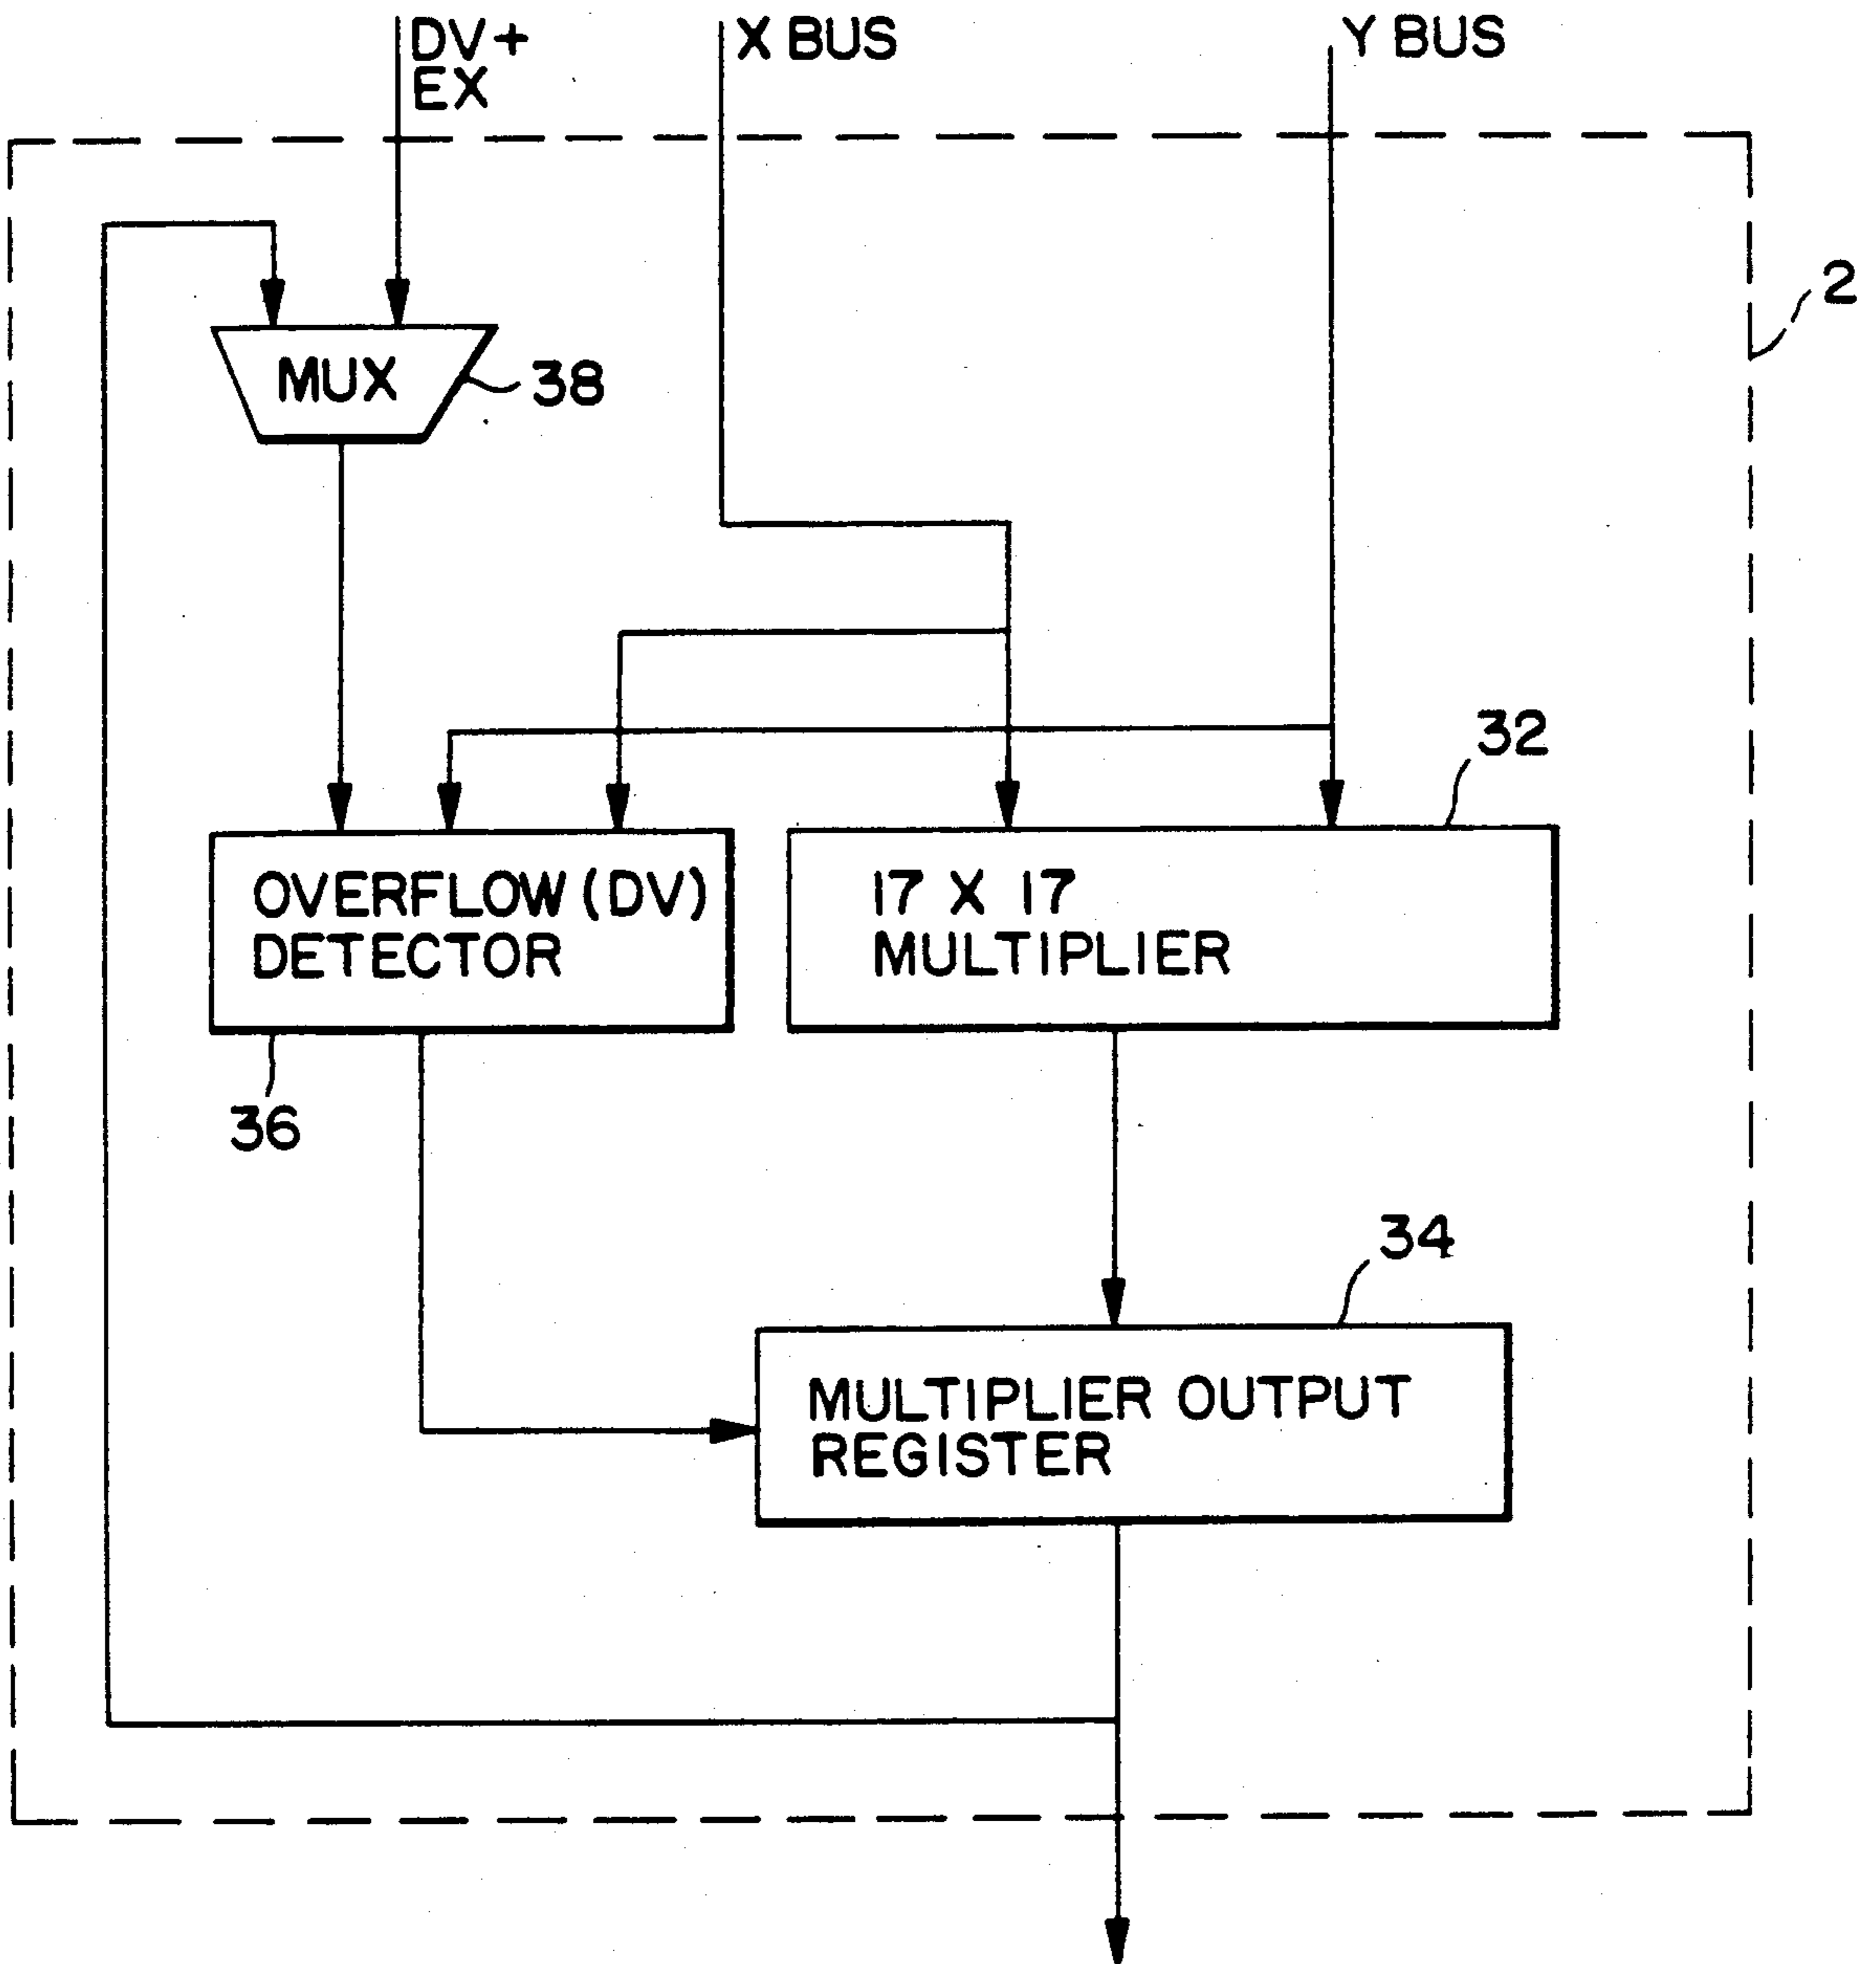 DV+
EX
X BUS
Y BUS
2
MUX
38
32
OVERFLOW (DV)
DETECTOR
17 X 17
MULTIPLIER
36
34
MULTIPLIER OUTPUT
REGISTER